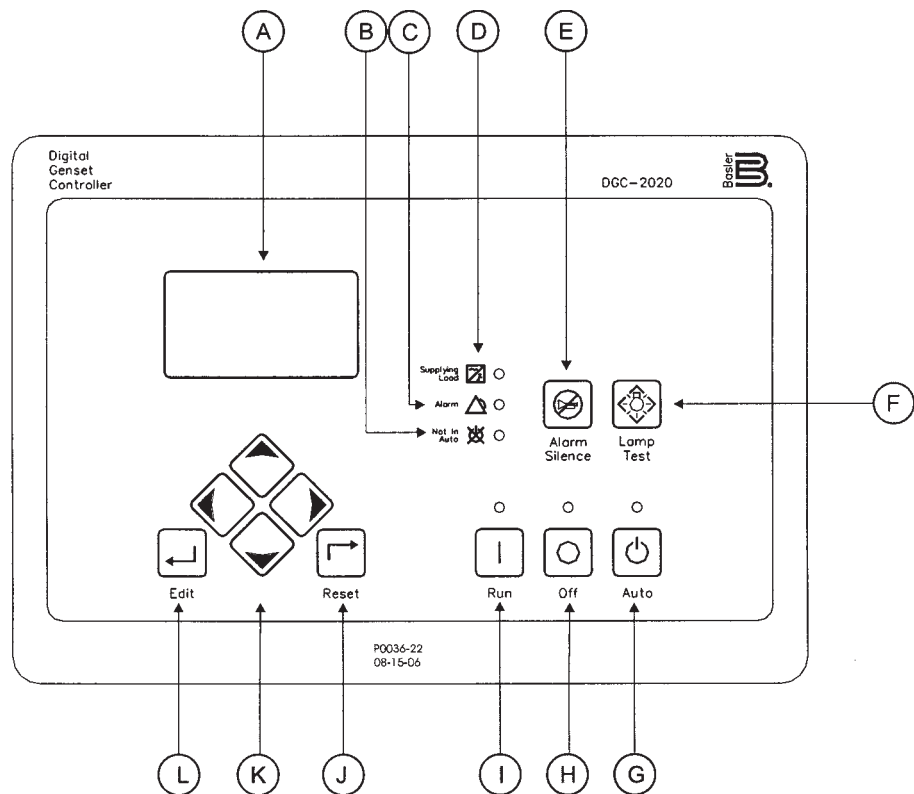 A
B
C
D
E
Digital
Genset
Controller
DGC-2020
Basler
B
Supplying
Load
Alarm
Not In
Auto
Alarm
Silence
Lamp
Test
F
Edit
Reset
Run
Off
Auto
P0036-22
08-15-06
L
K
J
I
H
G